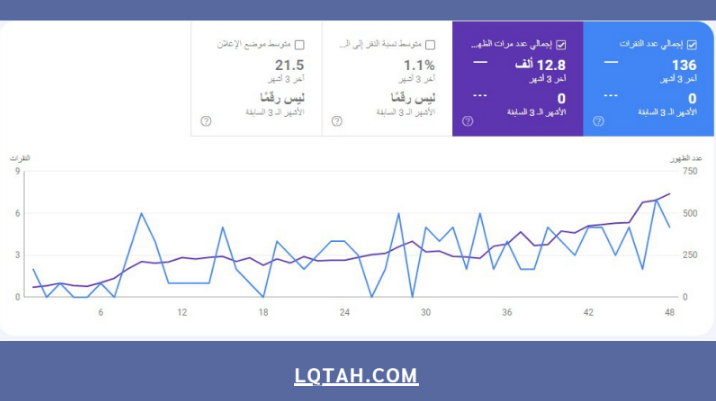 إجمالي عدد النقرات
136
آخر 3 أشهر
0
الأشهر الـ 3 السابقة
إجمالي عدد مرات الظهـ...
12.8 ألف
آخر 3 أشهر
0
الأشهر الـ 3 السابقة
متوسط نسبة النقر إلى الـ...
1.1%
آخر 3 أشهر
ليس رقمًا
الأشهر الـ 3 السابقة
متوسط موضع الإعلان
21.5
آخر 3 أشهر
ليس رقمًا
الأشهر الـ 3 السابقة
عدد الظهور
النقرات
750
500
250
0
9
6
3
0
6 12 18 24 30 36 42 48
LQTAH.COM